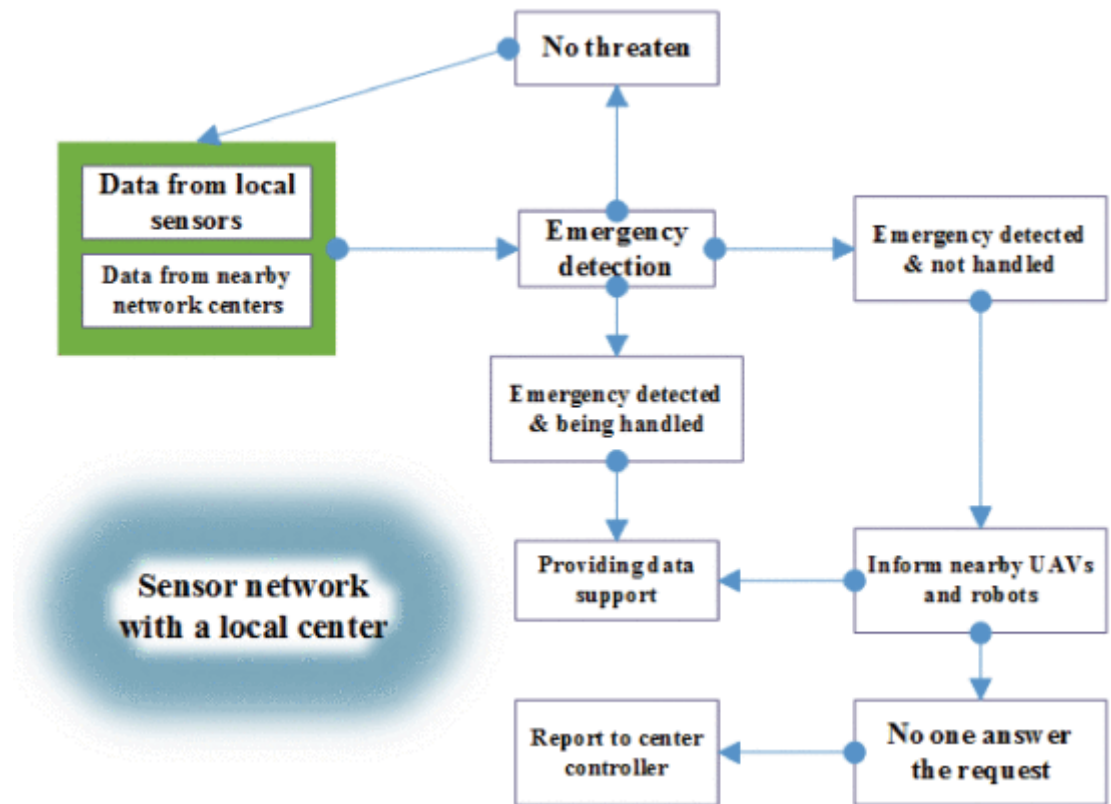 No threaten
Data from local
sensors
Data from nearby
network centers
Emergency
detection
Emergency detected
& not handled
Emergency detected
& being handled
Sensor network
with a local center
Providing data
support
Inform nearby UAVs
and robots
Report to center
controller
No one answer
the request